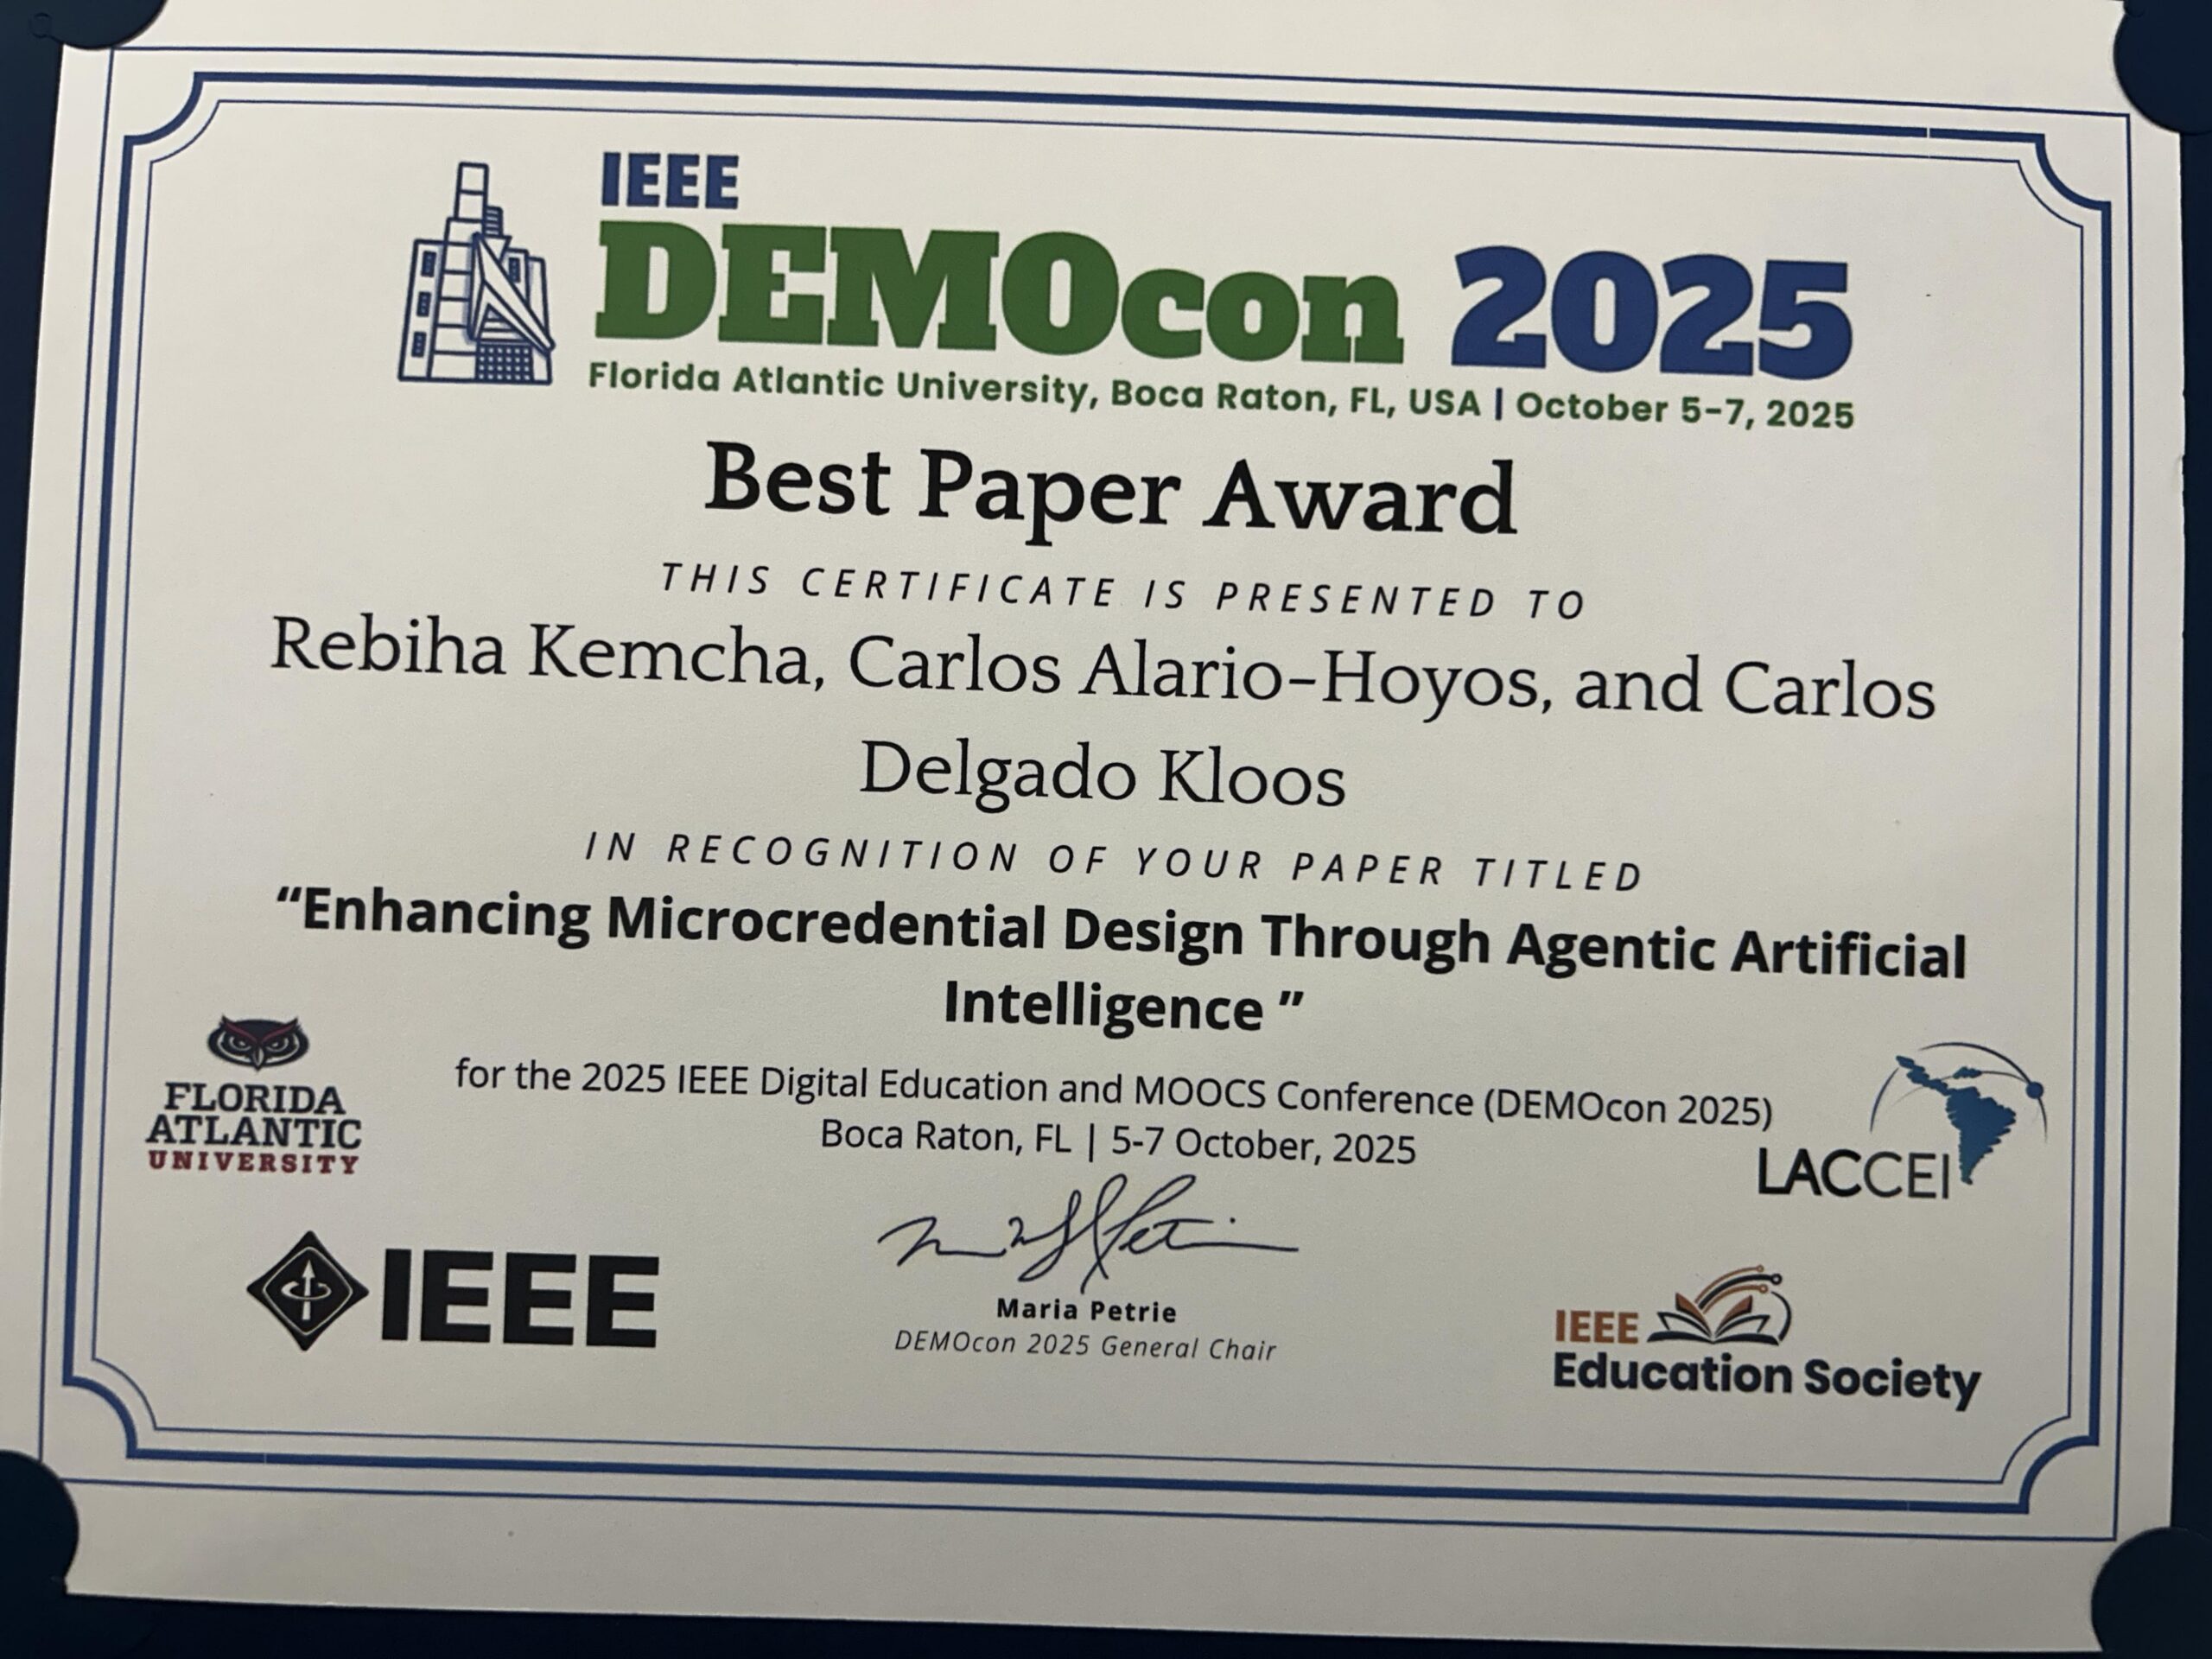 IEEE
DEMOcon 2025
Florida Atlantic University, Boca Raton, FL, USA | October 5-7, 2025
Best Paper Award
THIS CERTIFICATE IS PRESENTED TO
Rebiha Kemcha, Carlos Alario-Hoyos, and Carlos
Delgado Kloos
IN RECOGNITION OF YOUR PAPER TITLED
“Enhancing Microcredential Design Through Agentic Artificial
Intelligence ”
for the 2025 IEEE Digital Education and MOOCS Conference (DEMOcon 2025)
Boca Raton, FL | 5-7 October, 2025
FLORIDA
ATLANTIC
UNIVERSITY
LACCEI
IEEE
Maria Petrie
DEMOcon 2025 General Chair
IEEE
Education Society